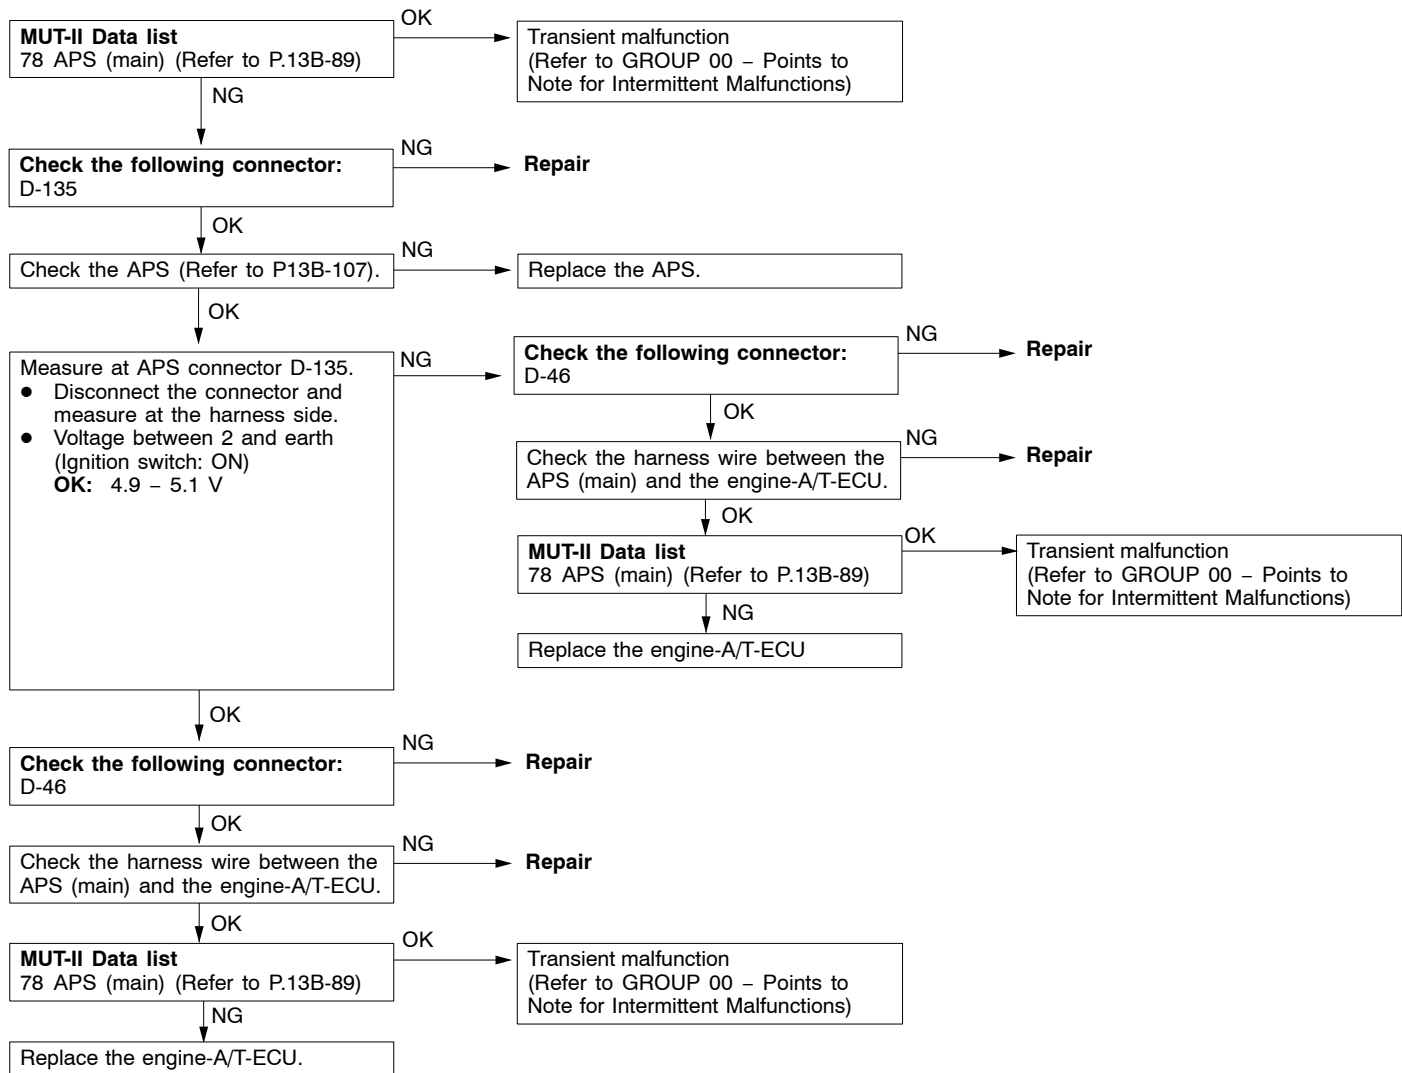 MUT-II Data list
78 APS (main) (Refer to P.13B-89)
OK
Transient malfunction
(Refer to GROUP 00 – Points to
Note for Intermittent Malfunctions)
NG
Check the following connector:
D-135
NG
Repair
OK
Check the APS (Refer to P13B-107).
NG
Replace the APS.
OK
Measure at APS connector D-135.
● Disconnect the connector and
measure at the harness side.
● Voltage between 2 and earth
(Ignition switch: ON)
OK: 4.9 – 5.1 V
NG
Check the following connector:
D-46
NG
Repair
OK
Check the harness wire between the
APS (main) and the engine-A/T-ECU.
NG
Repair
OK
MUT-II Data list
78 APS (main) (Refer to P.13B-89)
OK
Transient malfunction
(Refer to GROUP 00 – Points to
Note for Intermittent Malfunctions)
NG
Replace the engine-A/T-ECU
OK
Check the following connector:
D-46
NG
Repair
OK
Check the harness wire between the
APS (main) and the engine-A/T-ECU.
NG
Repair
OK
MUT-II Data list
78 APS (main) (Refer to P.13B-89)
OK
Transient malfunction
(Refer to GROUP 00 – Points to
Note for Intermittent Malfunctions)
NG
Replace the engine-A/T-ECU.